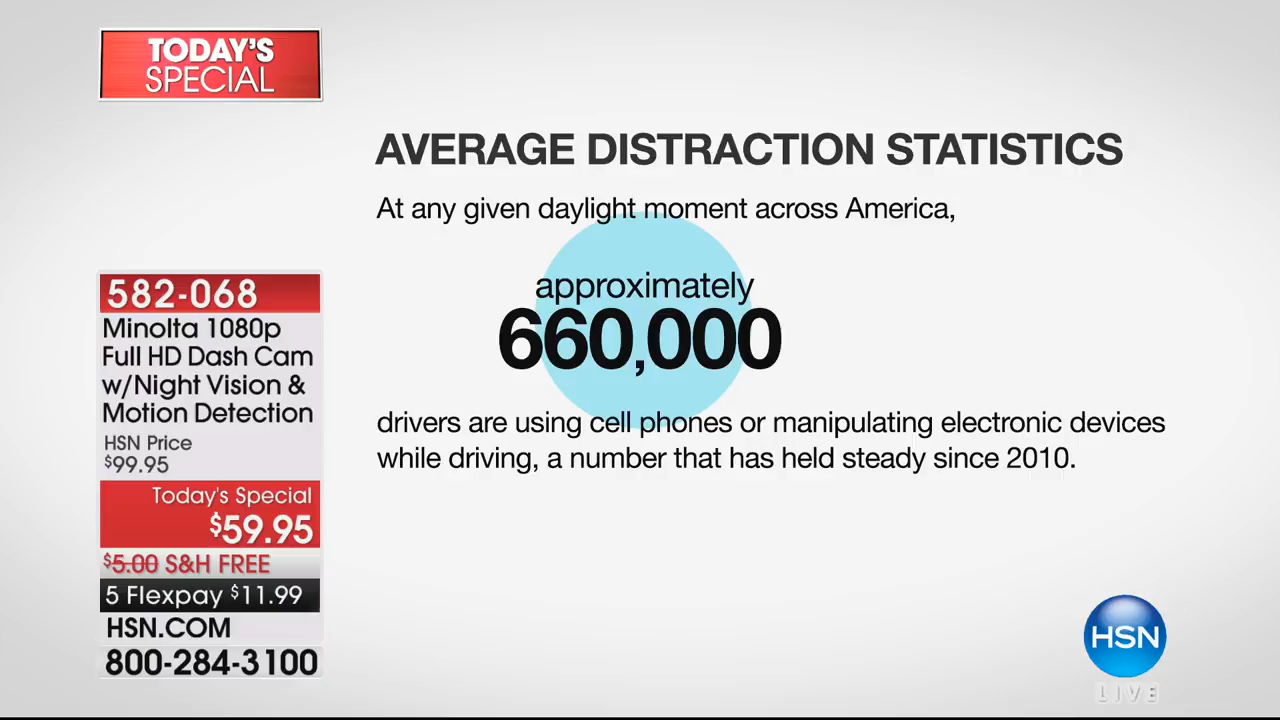 TODAY'S
SPECIAL
AVERAGE DISTRACTION STATISTICS
At any given daylight moment across America,
approximately
660,000
drivers are using cell phones or manipulating electronic devices
while driving, a number that has held steady since 2010.
582-068
Minolta 1080p
Full HD Dash Cam
w/Night Vision &
Motion Detection
HSN Price
$99.95
Today's Special
$59.95
$5.00 S&H FREE
5 Flexpay $11.99
HSN.COM
800-284-3100
HSN
LIVE